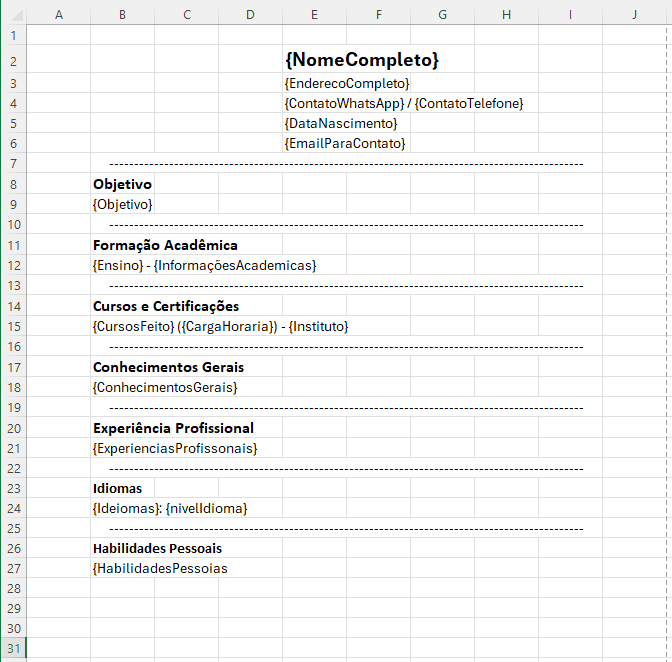 A B C D E F G H I J
1
2 {NomeCompleto}
3 {EnderecoCompleto}
4 {ContatoWhatsApp} / {ContatoTelefone}
5 {DataNascimento}
6 {EmailParaContato}
7 -----------------------------------------------------------------------------------------------
8 Objetivo
9 {Objetivo}
10 -----------------------------------------------------------------------------------------------
11 Formação Acadêmica
12 {Ensino} - {InformaçõesAcademicas}
13 -----------------------------------------------------------------------------------------------
14 Cursos e Certificações
15 {CursosFeito} ({CargaHoraria}) - {Instituto}
16 -----------------------------------------------------------------------------------------------
17 Conhecimentos Gerais
18 {ConhecimentosGerais}
19 -----------------------------------------------------------------------------------------------
20 Experiência Profissional
21 {ExperienciasProfissonais}
22 -----------------------------------------------------------------------------------------------
23 Idiomas
24 {Ideiomas}: {nivelIdioma}
25 -----------------------------------------------------------------------------------------------
26 Habilidades Pessoais
27 {HabilidadesPessoias
28
29
30
31